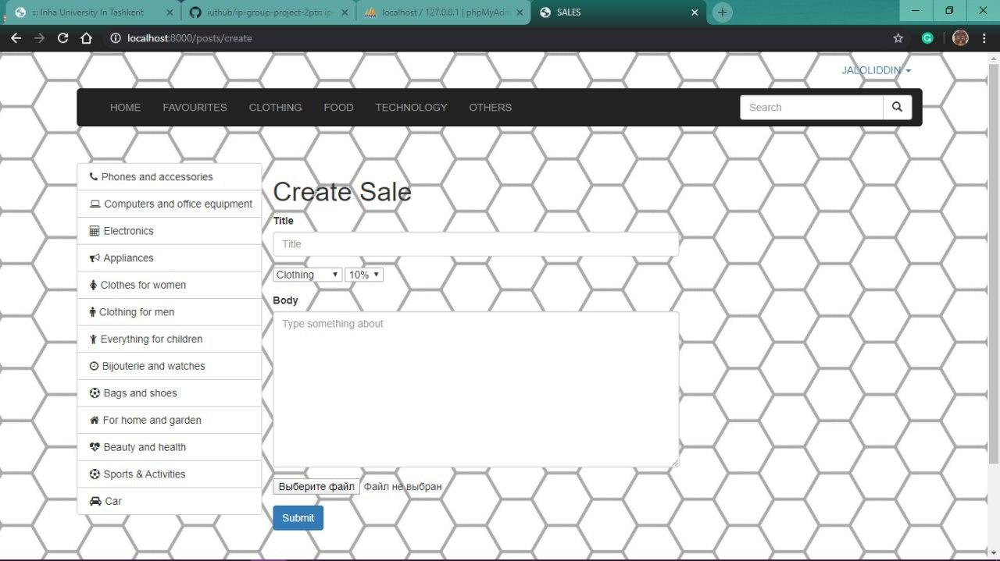 ::: Inha University In Tashkent
iuthub/ip-group-project-2ptn: ip-
localhost / 127.0.0.1 | phpMyAdm
SALES
localhost:8000/posts/create
JALOLIDDIN
HOME FAVOURITES CLOTHING FOOD TECHNOLOGY OTHERS
Search
Phones and accessories
Computers and office equipment
Electronics
Appliances
Clothes for women
Clothing for men
Everything for children
Bijouterie and watches
Bags and shoes
For home and garden
Beauty and health
Sports & Activities
Car
Create Sale
Title
Title
Clothing 10%
Body
Type something about
Выберите файл Файл не выбран
Submit